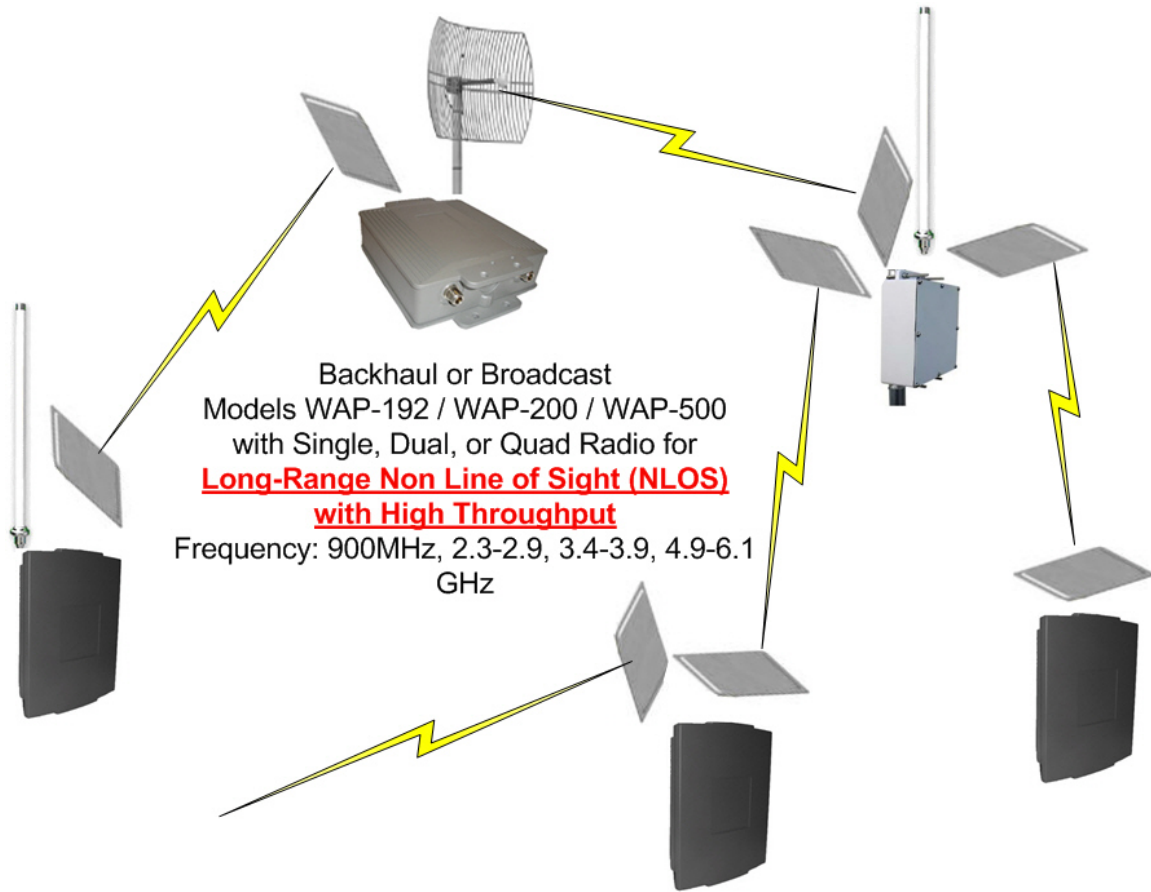 Backhaul or Broadcast
Models WAP-192 / WAP-200 / WAP-500
with Single, Dual, or Quad Radio for
Long-Range Non Line of Sight (NLOS)
with High Throughput
Frequency: 900MHz, 2.3-2.9, 3.4-3.9, 4.9-6.1
GHz